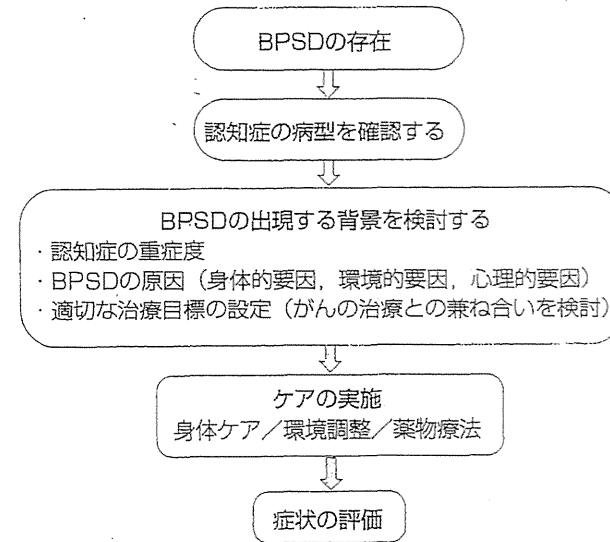 BPSDの存在
認知症の病型を確認する
BPSDの出現する背景を検討する
・認知症の重症度
・BPSDの原因（身体的要因，環境的要因，心理的要因）
・適切な治療目標の設定（がんの治療との兼ね合いを検討）
ケアの実施
身体ケア／環境調整／薬物療法
症状の評価